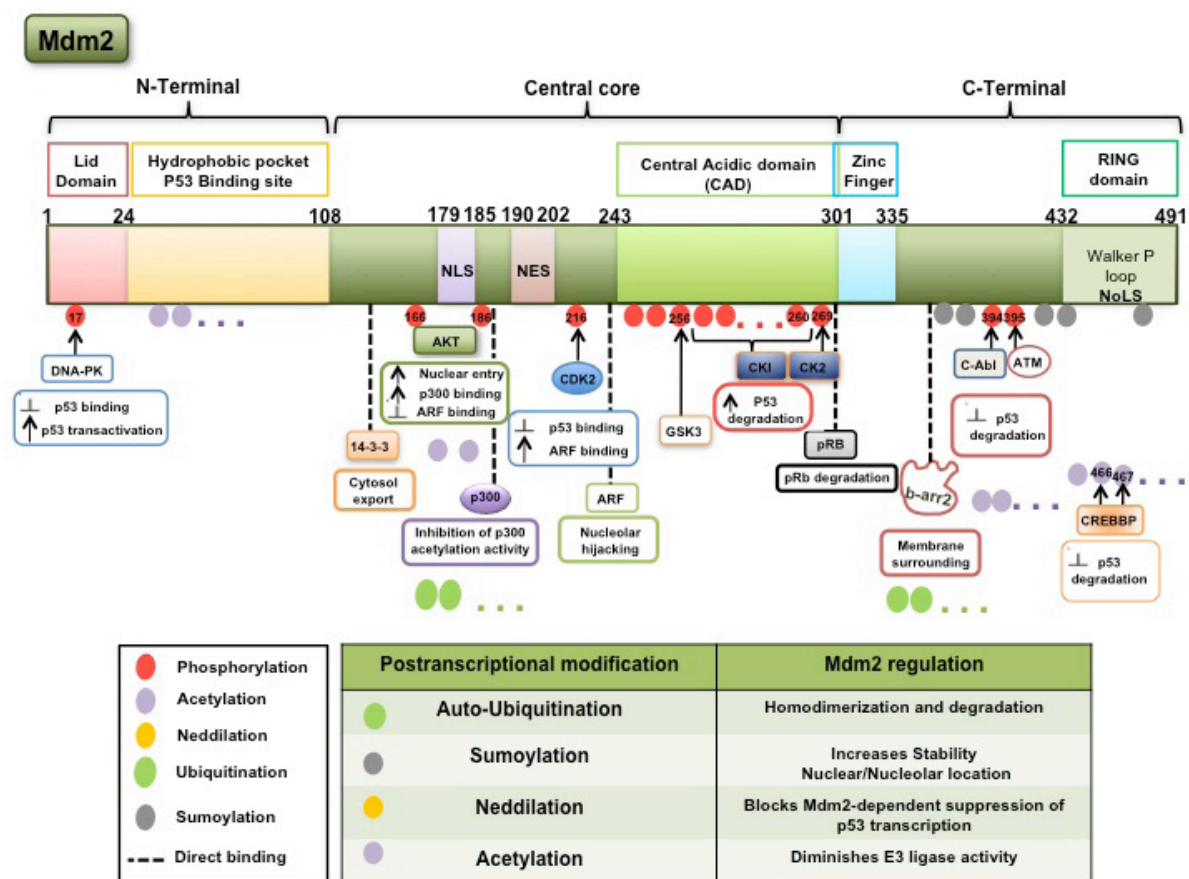 Mdm2
N-Terminal
Central core
C-Terminal
Lid
Domain
Hydrophobic pocket
P53 Binding site
Central Acidic domain
(CAD)
Zinc
Finger
RING
domain
1 24 108 179 185 190 202 243 301 335 432 491
NLS
NES
Walker P
loop
NoLS
17
166
186
216
256
260
269
394
395
DNA-PK
⊥ p53 binding
↑ p53 transactivation
AKT
↑ Nuclear entry
↑ p300 binding
⊥ ARF binding
14-3-3
Cytosol
export
p300
Inhibition of p300
acetylation activity
CDK2
⊥ p53 binding
↑ ARF binding
ARF
Nucleolar
hijacking
GSK3
CKI
CK2
↑ P53
degradation
pRB
pRb degradation
b-arr2
Membrane
surrounding
C-Abl
ATM
⊥ p53
degradation
466
467
CREBBP
⊥ p53
degradation
Phosphorylation
Acetylation
Neddilation
Ubiquitination
Sumoylation
Direct binding
Postranscriptional modification
Mdm2 regulation
Auto-Ubiquitination
Homodimerization and degradation
Sumoylation
Increases Stability
Nuclear/Nucleolar location
Neddilation
Blocks Mdm2-dependent suppression of
p53 transcription
Acetylation
Diminishes E3 ligase activity